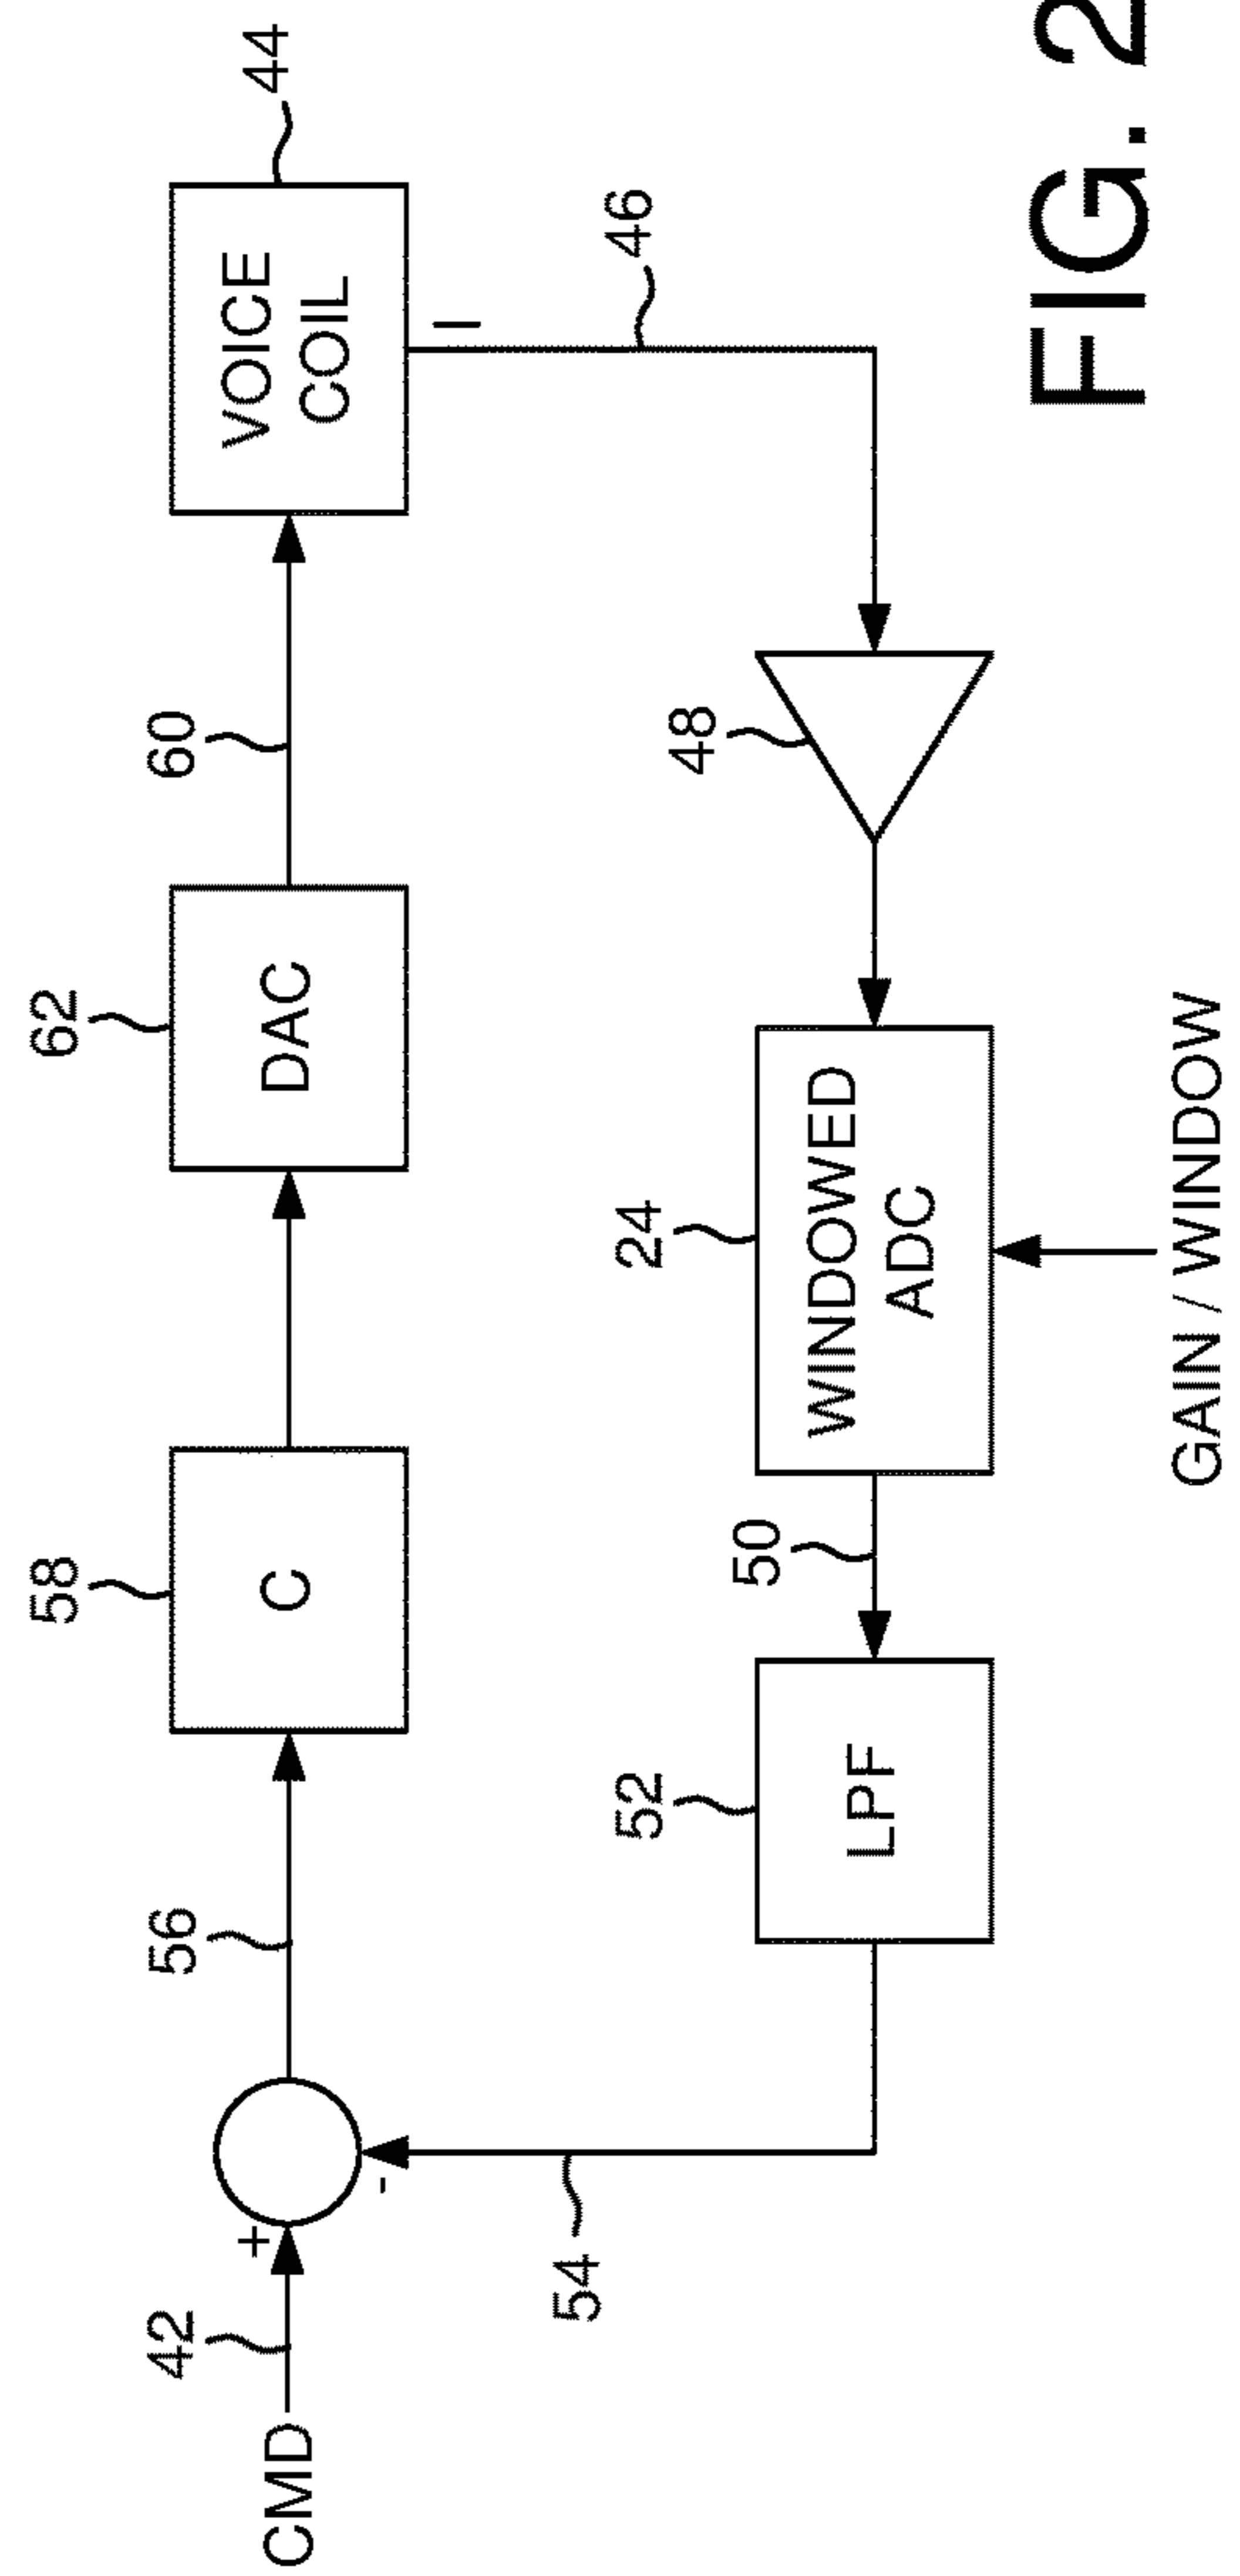 62
58
60
56
42
44
CMD
+
C
DAC
VOICE
COIL
-
I
46
54
52
50
24
48
LPF
WINDOWED
ADC
GAIN / WINDOW
FIG. 2